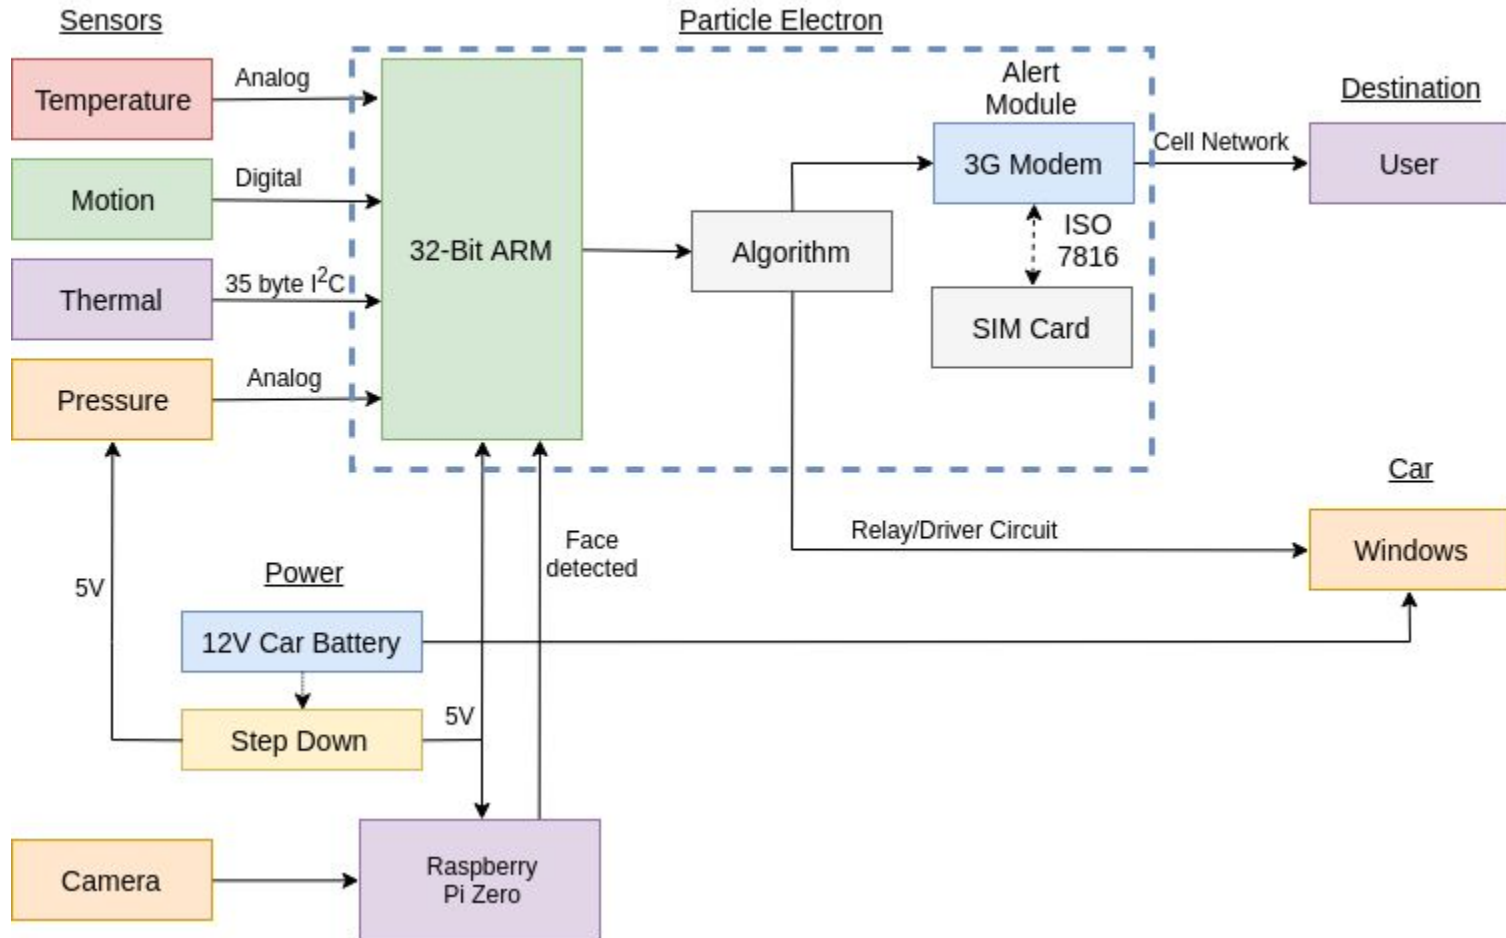 Sensors
Particle Electron
Temperature
Analog
Alert
Module
Destination
Motion
Digital
3G Modem
Cell Network
User
32-Bit ARM
Algorithm
ISO
7816
Thermal
35 byte I²C
SIM Card
Pressure
Analog
Car
Relay/Driver Circuit
Windows
Face
detected
5V
Power
12V Car Battery
5V
Step Down
Camera
Raspberry
Pi Zero